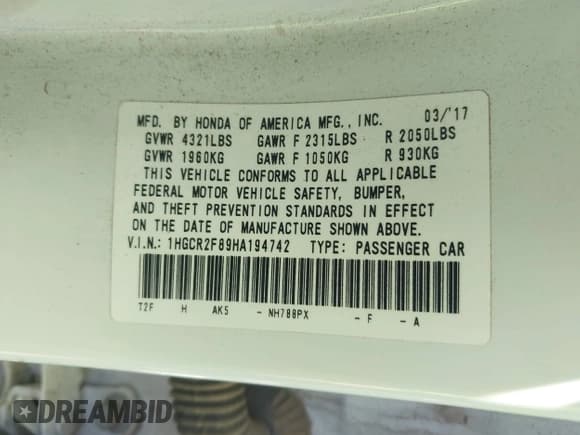 MFD. BY HONDA OF AMERICA MFG., INC. 03/'17
GVWR 4321LBS GAWR F 2315LBS R 2050LBS
GVWR 1960KG GAWR F 1050KG R 930KG
THIS VEHICLE CONFORMS TO ALL APPLICABLE
FEDERAL MOTOR VEHICLE SAFETY, BUMPER,
AND THEFT PREVENTION STANDARDS IN EFFECT
ON THE DATE OF MANUFACTURE SHOWN ABOVE.
V.I.N.: 1HGCR2F89HA194742 TYPE: PASSENGER CAR
T2F H AK5 - NH788PX - F - A
DREAMBID